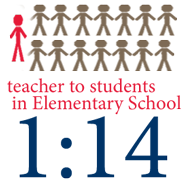 teacher to students
in Elementary School
1:14